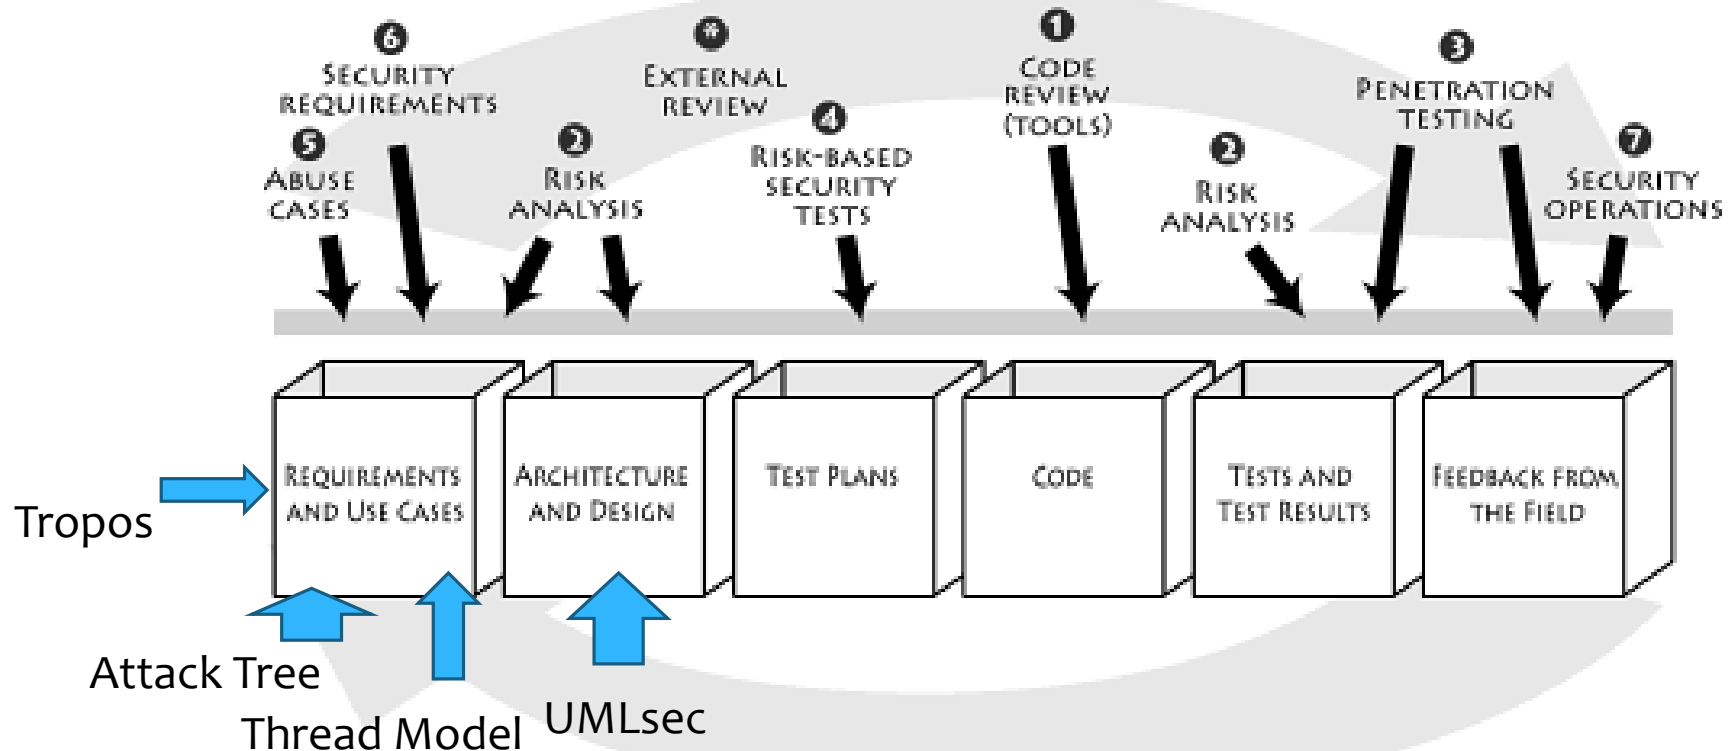 6
SECURITY
REQUIREMENTS
5
ABUSE
CASES
2
RISK
ANALYSIS
*
EXTERNAL
REVIEW
4
RISK-BASED
SECURITY
TESTS
1
CODE
REVIEW
(TOOLS)
2
RISK
ANALYSIS
3
PENETRATION
TESTING
7
SECURITY
OPERATIONS
REQUIREMENTS
AND USE CASES
ARCHITECTURE
AND DESIGN
TEST PLANS
CODE
TESTS AND
TEST RESULTS
FEEDBACK FROM
THE FIELD
Tropos
Attack Tree
Thread Model
UMLsec